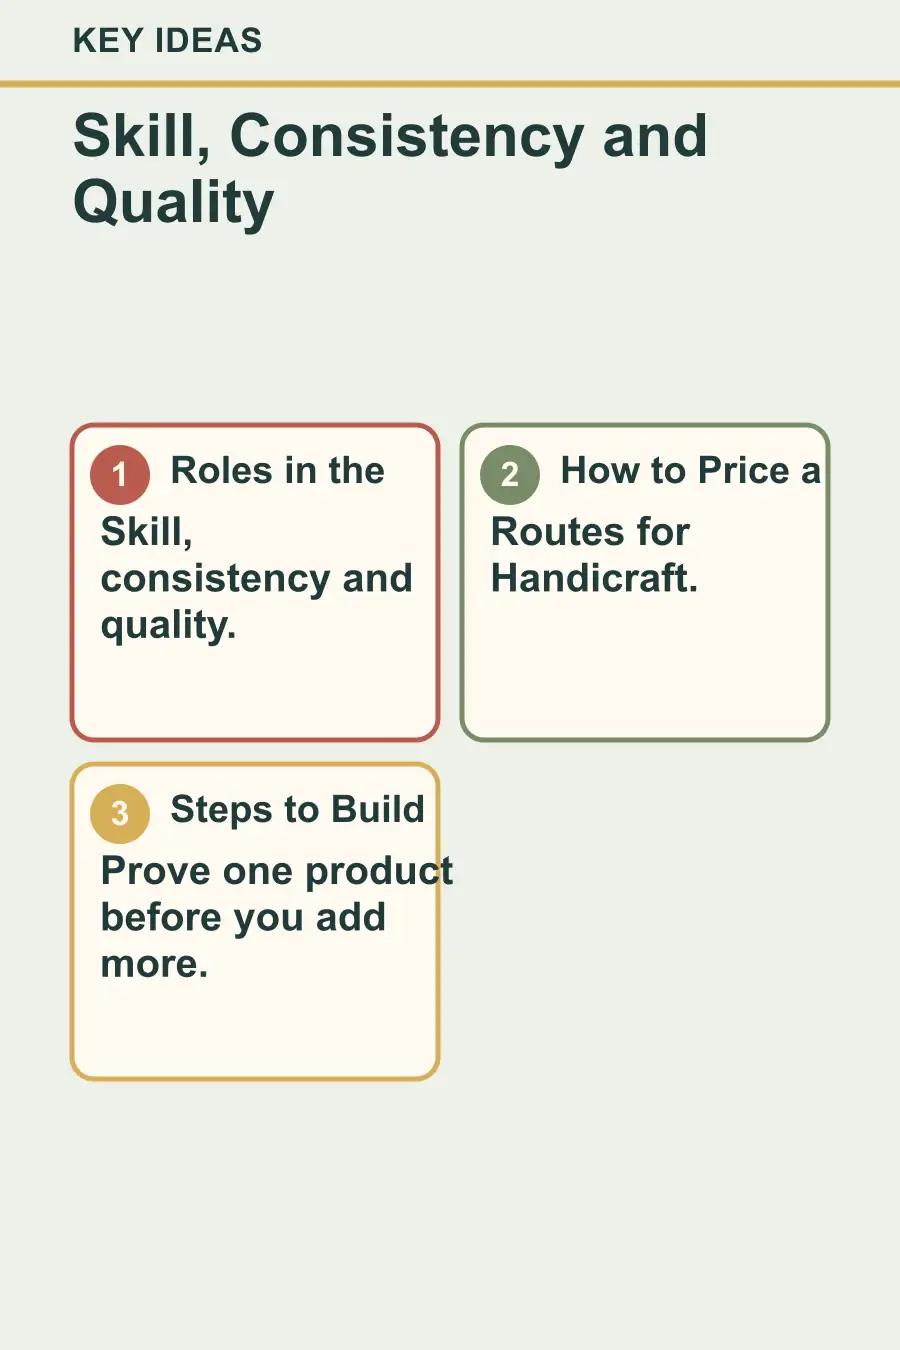 KEY IDEAS
Skill, Consistency and
Quality
1 Roles in the
Skill,
consistency and
quality.
2 How to Price a
Routes for
Handicraft.
3 Steps to Build
Prove one product
before you add
more.